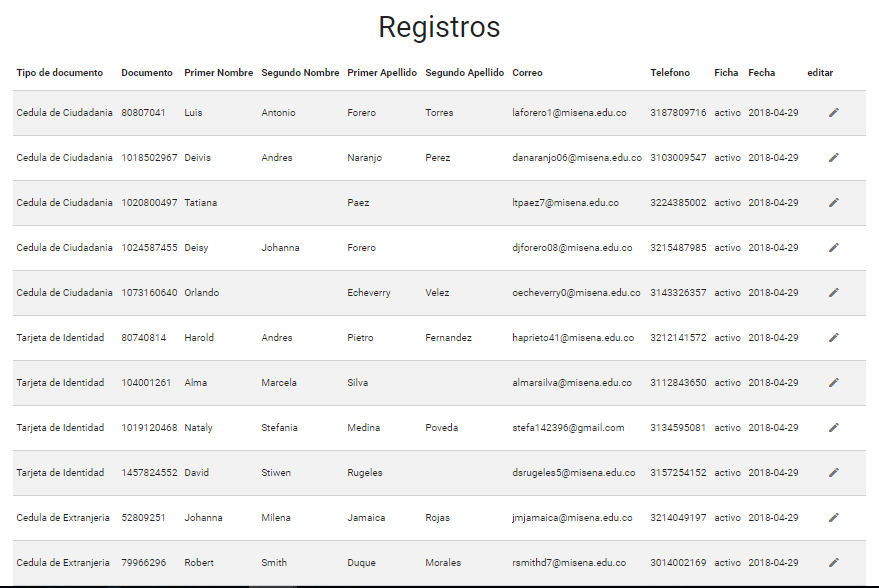 Registros
Tipo de documento Documento Primer Nombre Segundo Nombre Primer Apellido Segundo Apellido Correo Telefono Ficha Fecha editar
Cedula de Ciudadania 80807041 Luis Antonio Forero Torres laforero1@misena.edu.co 3187809716 activo 2018-04-29
Cedula de Ciudadania 1018502967 Deivis Andres Naranjo Perez danaranjo06@misena.edu.co 3103009547 activo 2018-04-29
Cedula de Ciudadania 1020800497 Tatiana Paez ltpaez7@misena.edu.co 3224385002 activo 2018-04-29
Cedula de Ciudadania 1024587455 Deisy Johanna Forero djforero08@misena.edu.co 3215487985 activo 2018-04-29
Cedula de Ciudadania 1073160640 Orlando Echeverry Velez oecheverry0@misena.edu.co 3143326357 activo 2018-04-29
Tarjeta de Identidad 80740814 Harold Andres Pietro Fernandez haprieto41@misena.edu.co 3212141572 activo 2018-04-29
Tarjeta de Identidad 104001261 Alma Marcela Silva almarsilva@misena.edu.co 3112843650 activo 2018-04-29
Tarjeta de Identidad 1019120468 Nataly Stefania Medina Poveda stefa142396@gmail.com 3134595081 activo 2018-04-29
Tarjeta de Identidad 1457824552 David Stiwen Rugeles dsrugeles5@misena.edu.co 3157254152 activo 2018-04-29
Cedula de Extranjeria 52809251 Johanna Milena Jamaica Rojas jmjamaica@misena.edu.co 3214049197 activo 2018-04-29
Cedula de Extranjeria 79966296 Robert Smith Duque Morales rsmithd7@misena.edu.co 3014002169 activo 2018-04-29